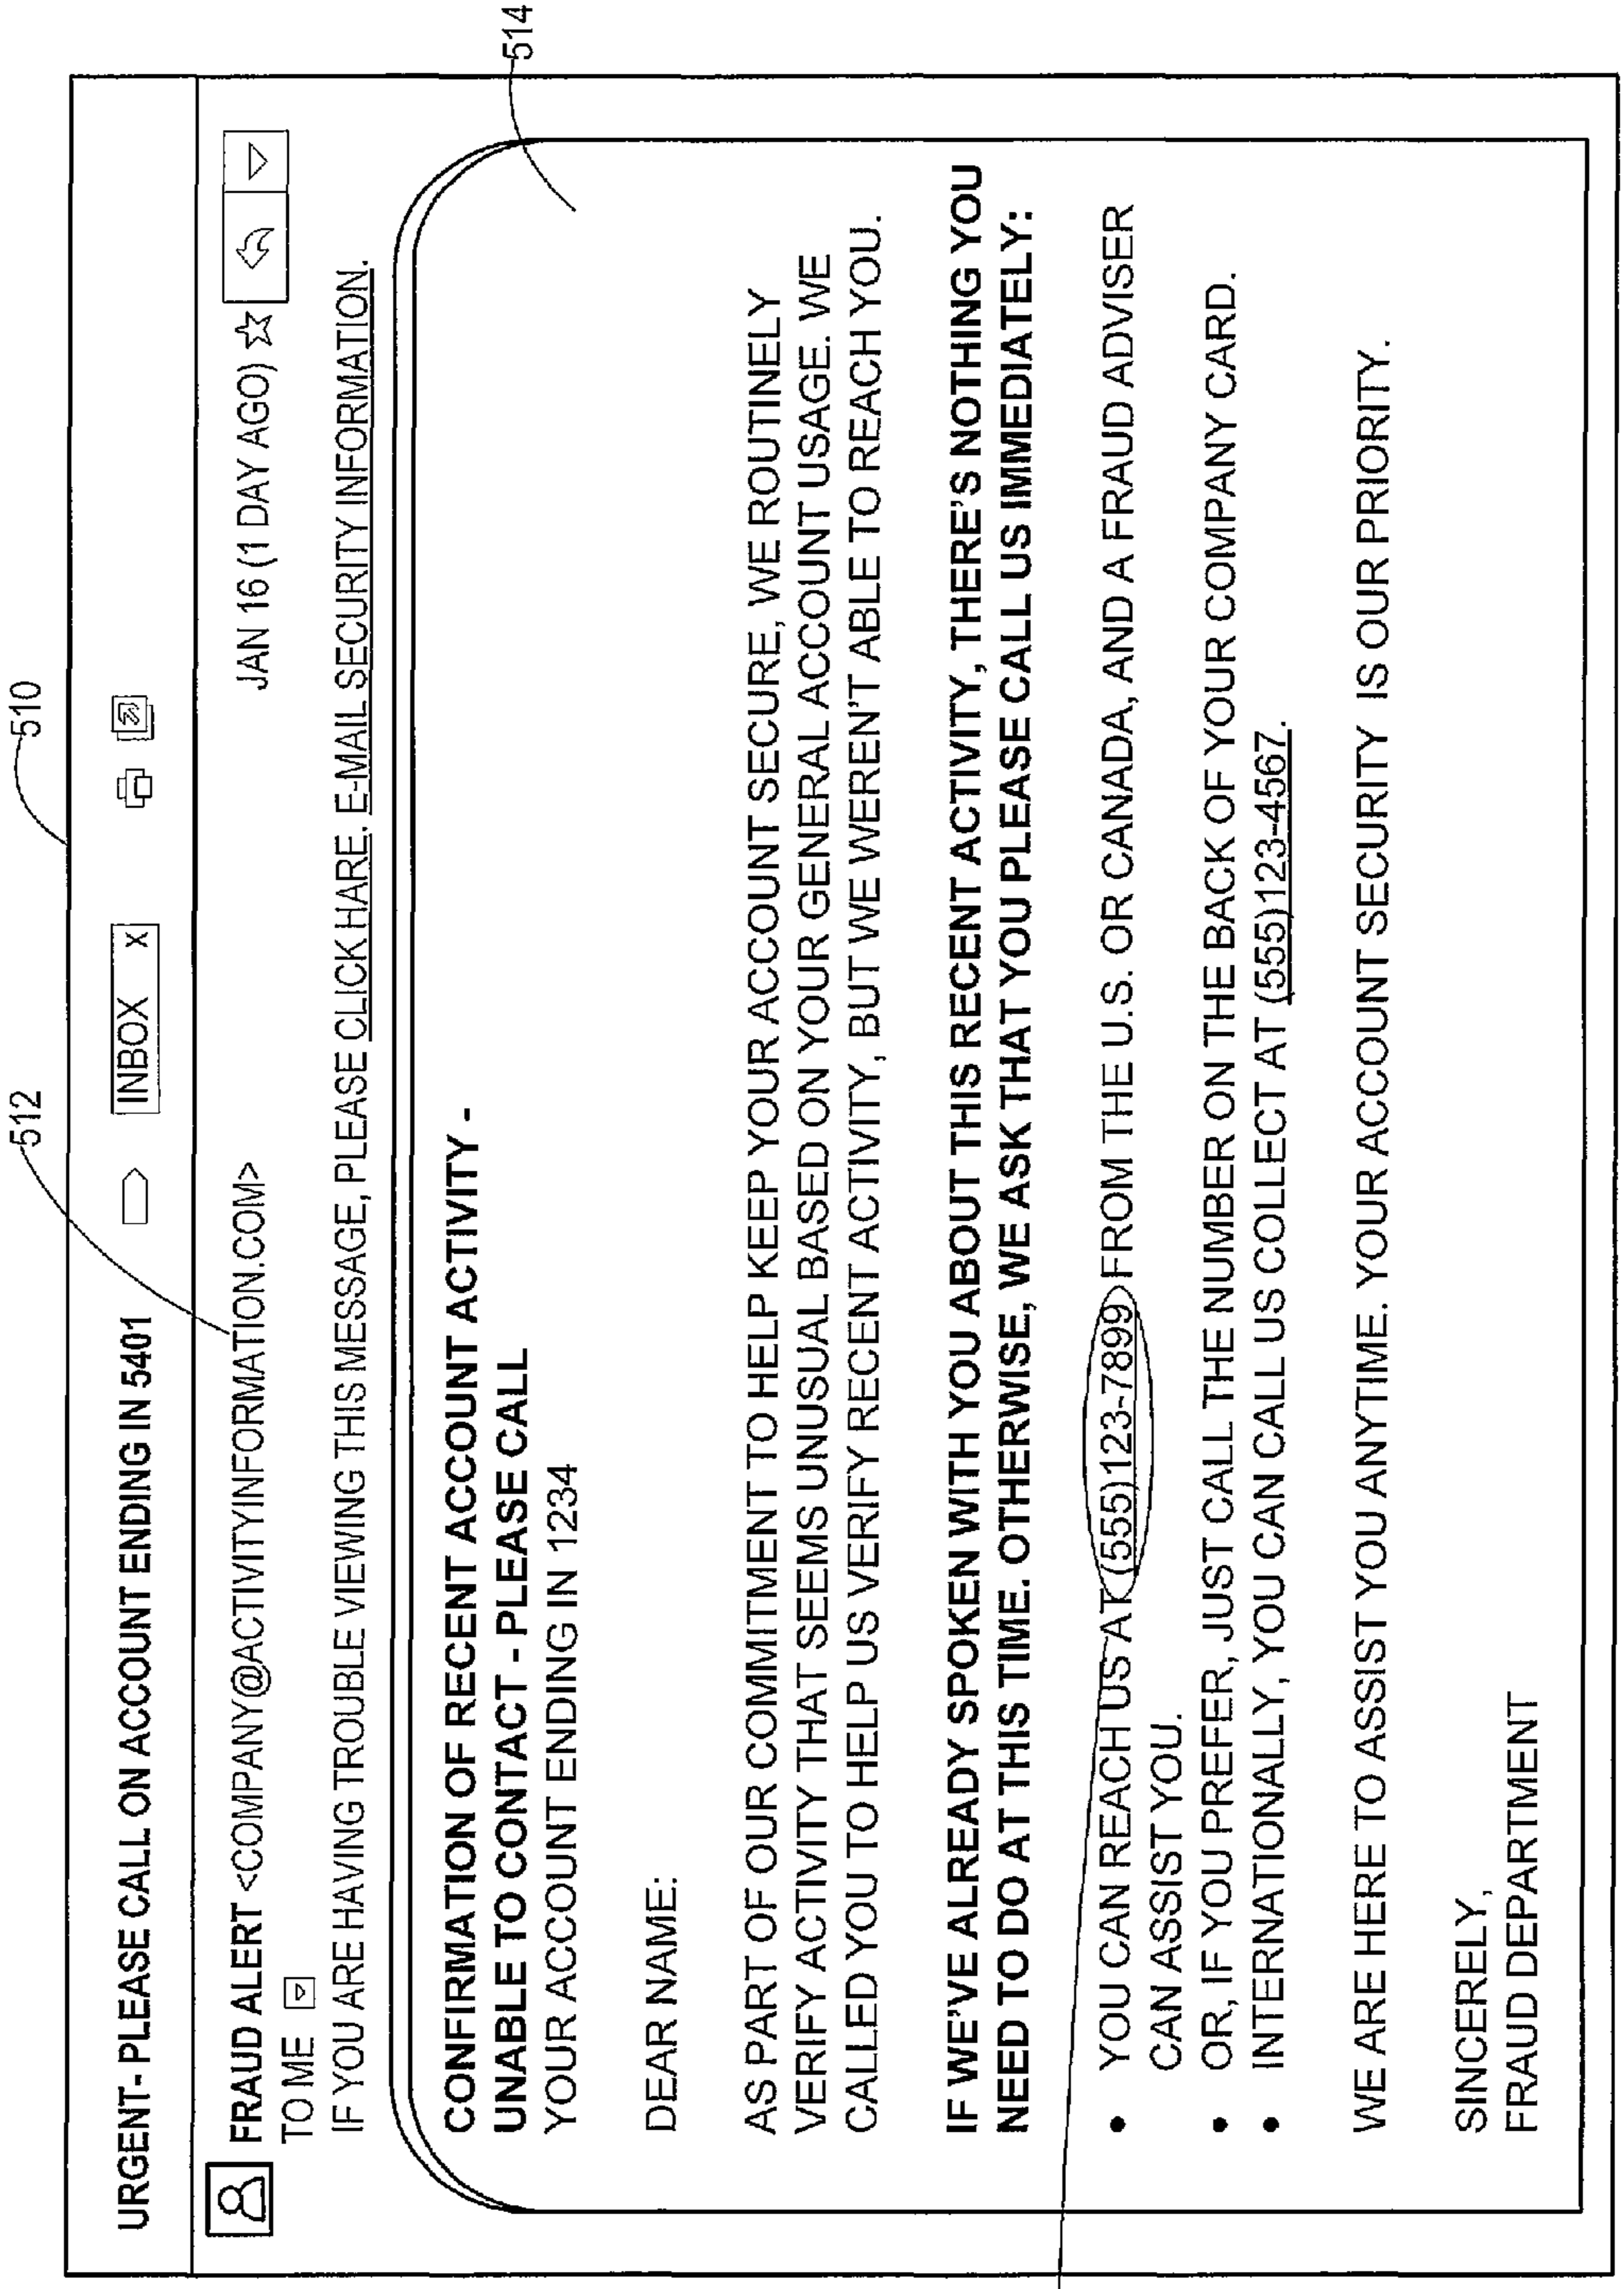 510
512
URGENT- PLEASE CALL ON ACCOUNT ENDING IN 5401 INBOX X
FRAUD ALERT <COMPANY@ACTIVITYINFORMATION.COM> JAN 16 (1 DAY AGO)
TO ME
IF YOU ARE HAVING TROUBLE VIEWING THIS MESSAGE, PLEASE CLICK HARE. E-MAIL SECURITY INFORMATION.
514
CONFIRMATION OF RECENT ACCOUNT ACTIVITY -
UNABLE TO CONTACT - PLEASE CALL
YOUR ACCOUNT ENDING IN 1234
DEAR NAME:
AS PART OF OUR COMMITMENT TO HELP KEEP YOUR ACCOUNT SECURE, WE ROUTINELY
VERIFY ACTIVITY THAT SEEMS UNUSUAL BASED ON YOUR GENERAL ACCOUNT USAGE. WE
CALLED YOU TO HELP US VERIFY RECENT ACTIVITY, BUT WE WEREN'T ABLE TO REACH YOU.
IF WE'VE ALREADY SPOKEN WITH YOU ABOUT THIS RECENT ACTIVITY, THERE'S NOTHING YOU
NEED TO DO AT THIS TIME. OTHERWISE, WE ASK THAT YOU PLEASE CALL US IMMEDIATELY:
• YOU CAN REACH US AT (555)123-7899 FROM THE U.S. OR CANADA, AND A FRAUD ADVISER
CAN ASSIST YOU.
• OR, IF YOU PREFER, JUST CALL THE NUMBER ON THE BACK OF YOUR COMPANY CARD.
• INTERNATIONALLY, YOU CAN CALL US COLLECT AT (555)123-4567.
WE ARE HERE TO ASSIST YOU ANYTIME. YOUR ACCOUNT SECURITY IS OUR PRIORITY.
SINCERELY,
FRAUD DEPARTMENT